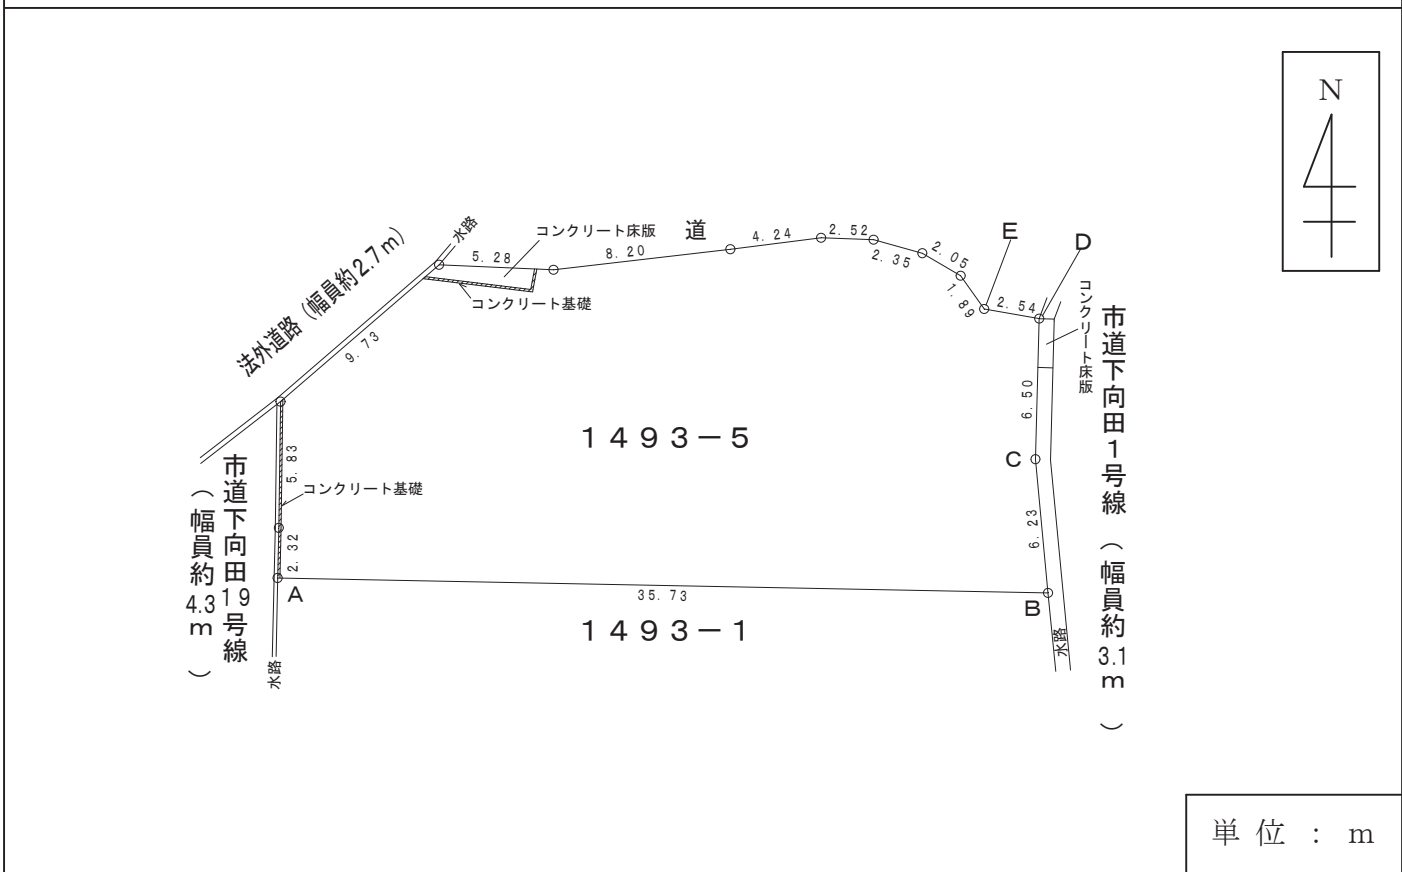 N
水路
コンクリート床版
道
5.28
8.20
4.24
2.52
2.35
2.05
1.89
E
D
2.54
法外道路（幅員約2.7m）
コンクリート基礎
9.73
コンクリート床版
市道下向田1号線（幅員約3.1m）
6.50
1493-5
C
5.83
コンクリート基礎
市道下向田19号線
（幅員約4.3m）
6.23
2.32
A
35.73
B
1493-1
水路
水路
単位：m